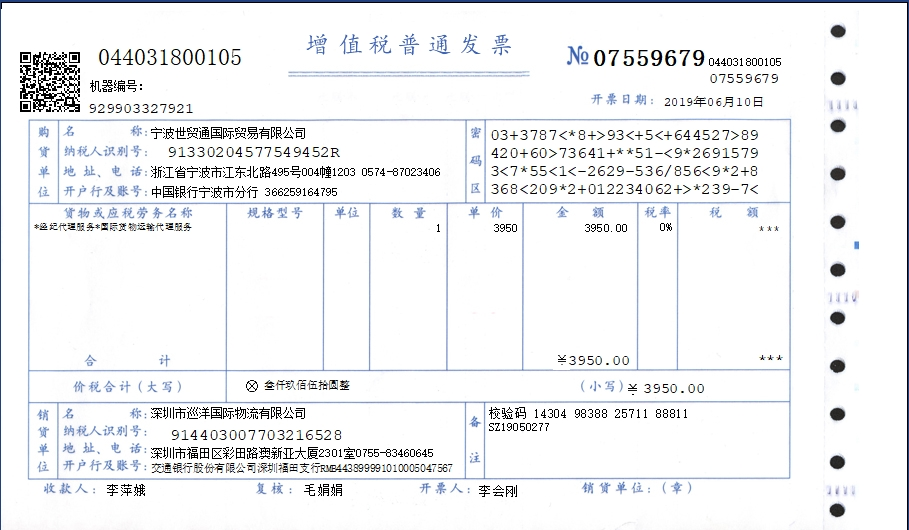 增值税普通发票
044031800105
№ 07559679
044031800105
07559679
机器编号:
929903327921
开票日期: 2019年06月10日
购货单位
名 称: 宁波世贸通国际贸易有限公司
纳税人识别号: 91330204577549452R
地 址、电 话: 浙江省宁波市江东北路495号004幢1203 0574-87023406
开户行及账号: 中国银行宁波市分行 366259164795
密码区
03+3787<*8+>93<+5<+644527>89
420+60>73641+**51-<9*2691579
3<7*55<1<-2629-536/856<9*2+8
368<209*2+012234062+>*239-7<
货物或应税劳务名称 规格型号 单位 数 量 单 价 金 额 税率 税 额
*经纪代理服务*国际货物运输代理服务 1 3950 3950.00 0% ***
合 计 ¥3950.00 ***
价税合计（大写） ⊗ 叁仟玖佰伍拾圆整 （小写）¥ 3950.00
销货单位
名 称: 深圳市巡洋国际物流有限公司
纳税人识别号: 914403007703216528
地 址、电 话: 深圳市福田区彩田路澳新亚大厦2301室0755-83460645
开户行及账号: 交通银行股份有限公司深圳福田支行RMB443899991010005047567
备注
校验码 14304 98388 25711 88811
SZ19050277
收款人: 李萍娥 复核: 毛娟娟 开票人: 李会刚 销货单位:（章）